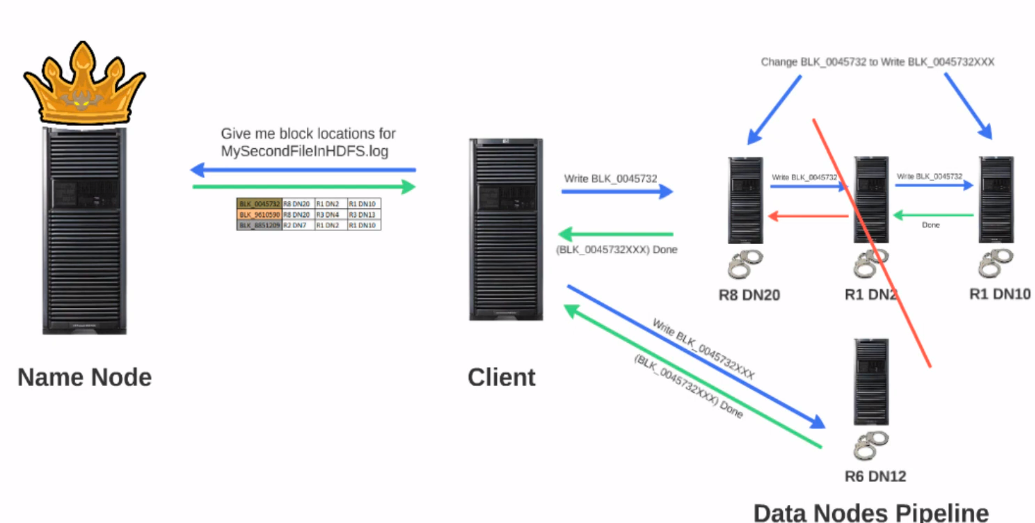 Change BLK_0045732 to Write BLK_0045732XXX
Give me block locations for
MySecondFileInHDFS.log
BLK_0045732 R8 DN20 R1 DN2 R1 DN10
BLK_9610590 R8 DN20 R3 DN4 R3 DN13
BLK_8851209 R2 DN7 R1 DN2 R1 DN10
Write BLK_0045732
(BLK_0045732XXX) Done
Write BLK_0045732
Write BLK_0045732
Done
R8 DN20
R1 DN2
R1 DN10
Write BLK_0045732XXX
(BLK_0045732XXX) Done
Name Node
Client
R6 DN12
Data Nodes Pipeline